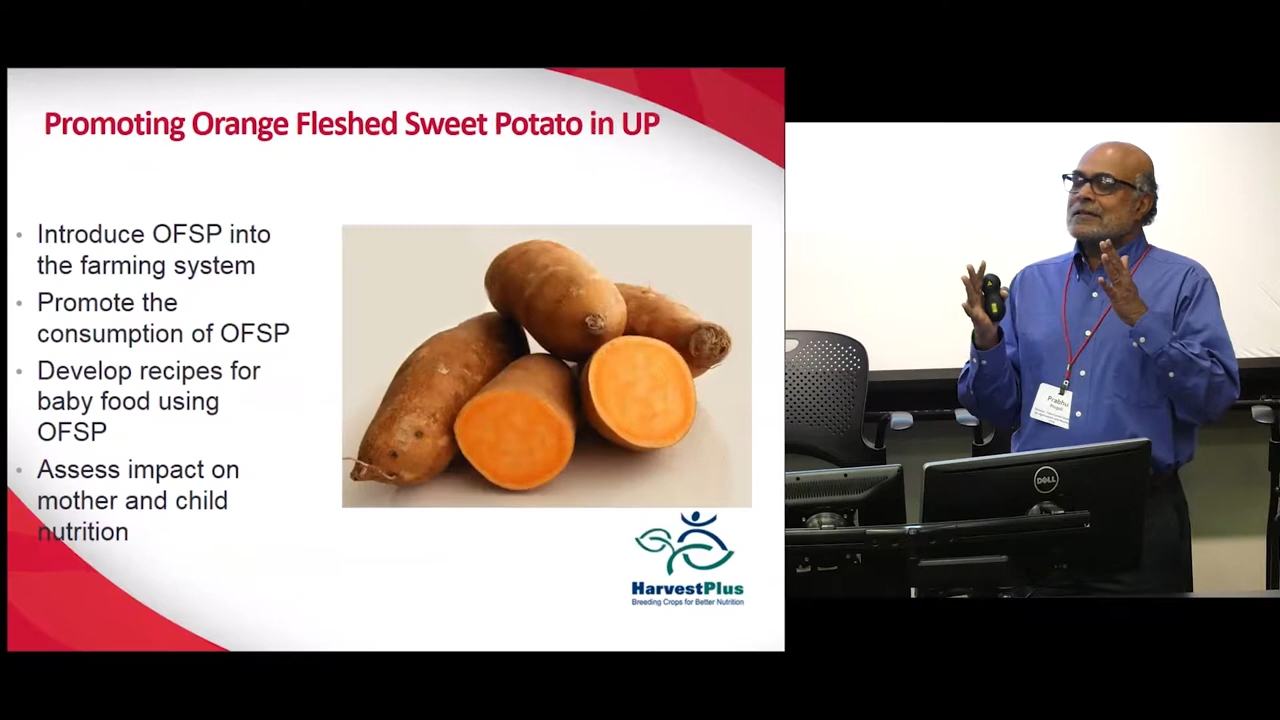 Promoting Orange Fleshed Sweet Potato in UP
Introduce OFSP into
the farming system
Promote the
consumption of OFSP
Develop recipes for
baby food using
OFSP
Assess impact on
mother and child
nutrition
HarvestPlus
Breeding Crops for Better Nutrition
Prabhu
Pingali
DELL